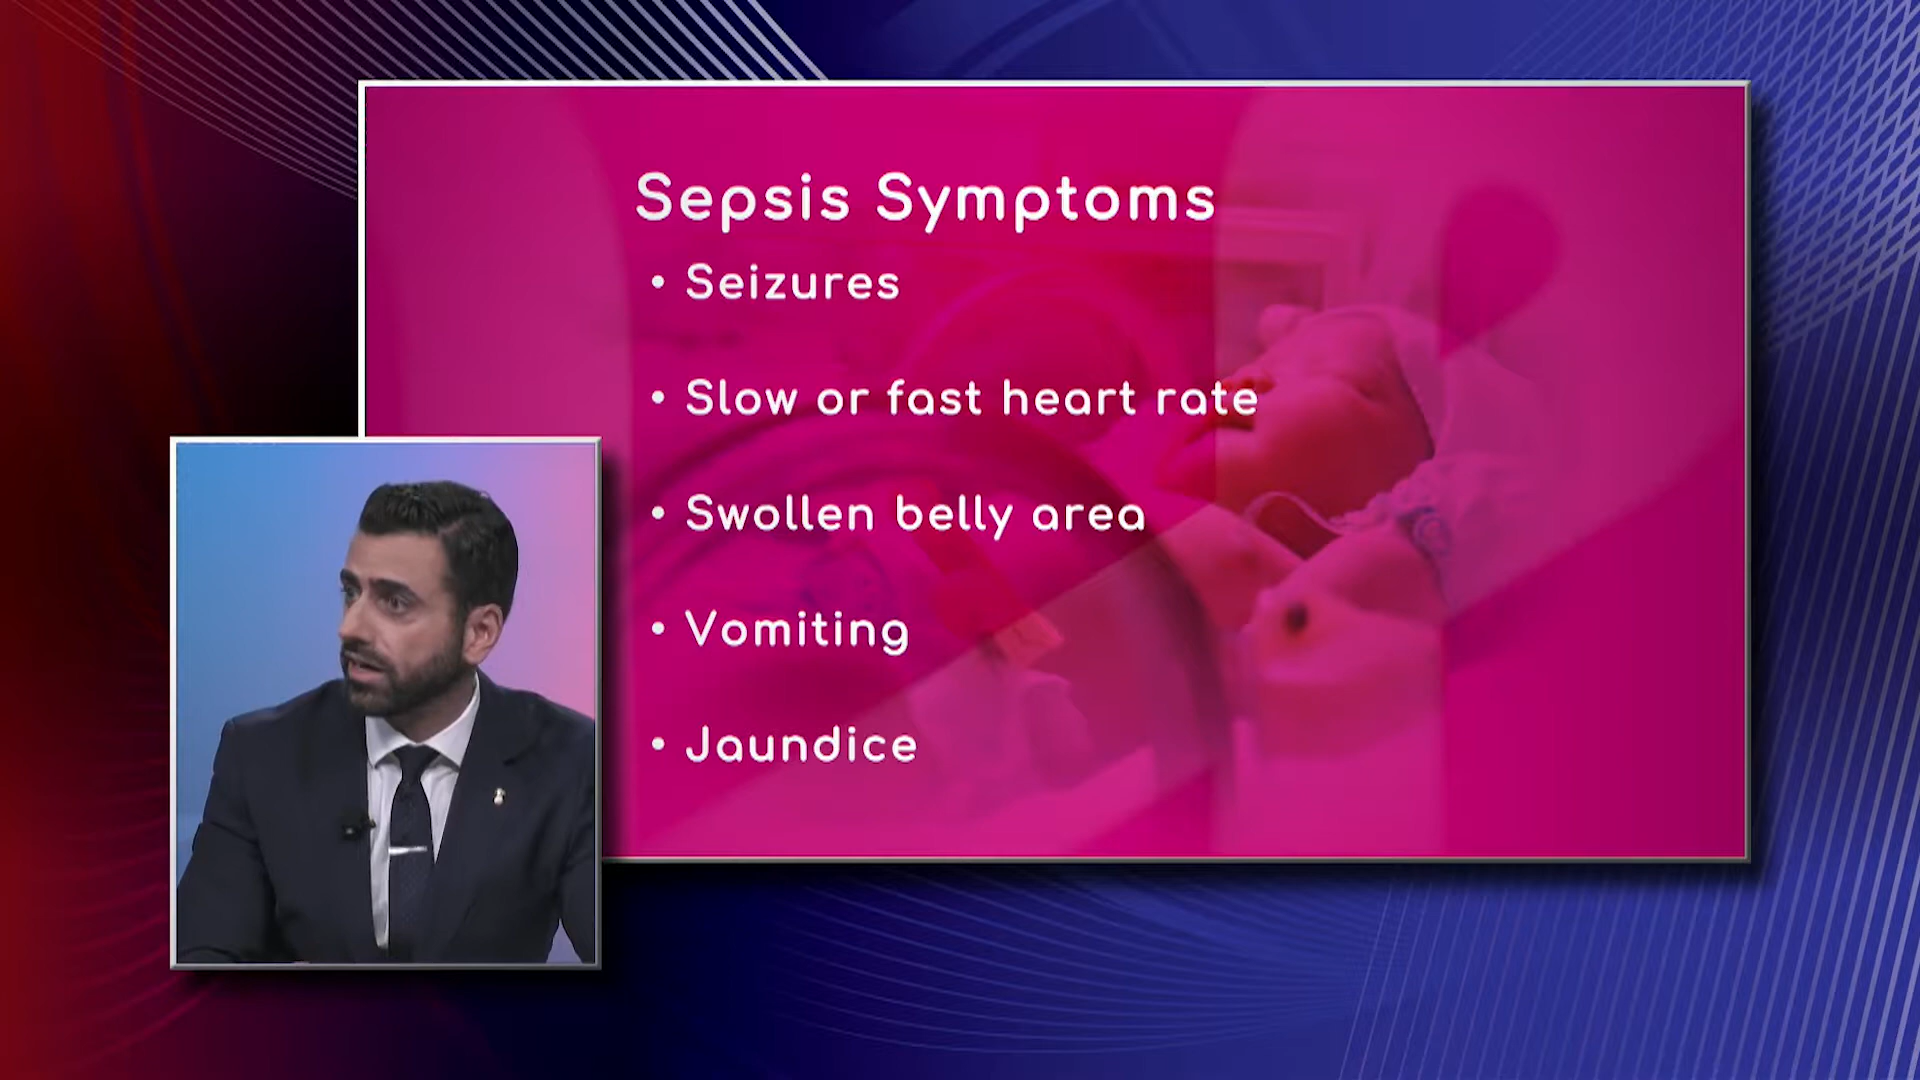 Sepsis Symptoms
• Seizures
• Slow or fast heart rate
• Swollen belly area
• Vomiting
• Jaundice